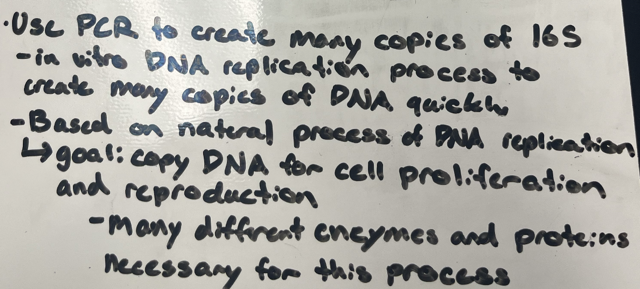 ·Use PCR to create many copies of 16S
-in vitro DNA replication process to
create many copies of DNA quickly
-Based on natural process of DNA replication
↳goal: copy DNA for cell proliferation
and reproduction
-Many different enzymes and proteins
necessary for this process